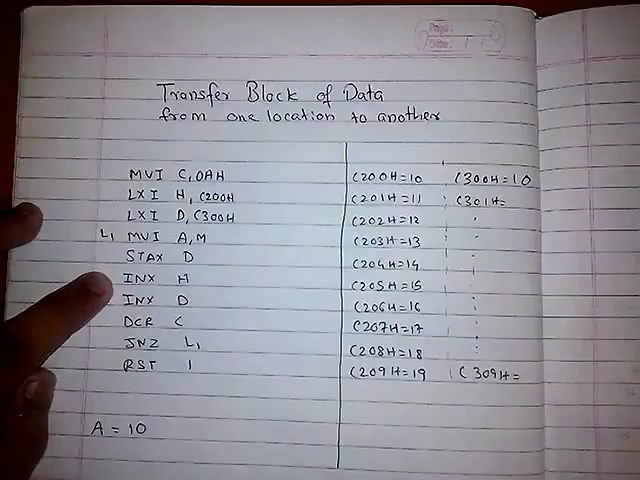 Page:
Date: / /
Transfer Block of Data
from one location to another
MVI C,0AH
LXI H, C200H
LXI D, C300H
L1 MVI A,M
STAX D
INX H
INX D
DCR C
JNZ L1
RST 1
A = 10
C200H=10 C300H=10
C201H=11 C301H=
C202H=12
C203H=13
C204H=14
C205H=15
C206H=16
C207H=17
C208H=18
C209H=19 C309H=